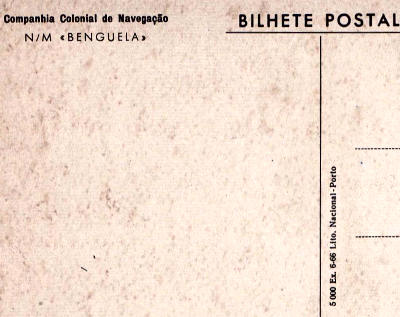 Companhia Colonial de Navegação
N/M «BENGUELA»
BILHETE POSTAL
5 000 Ex. 6-66 Lito. Nacional-Porto